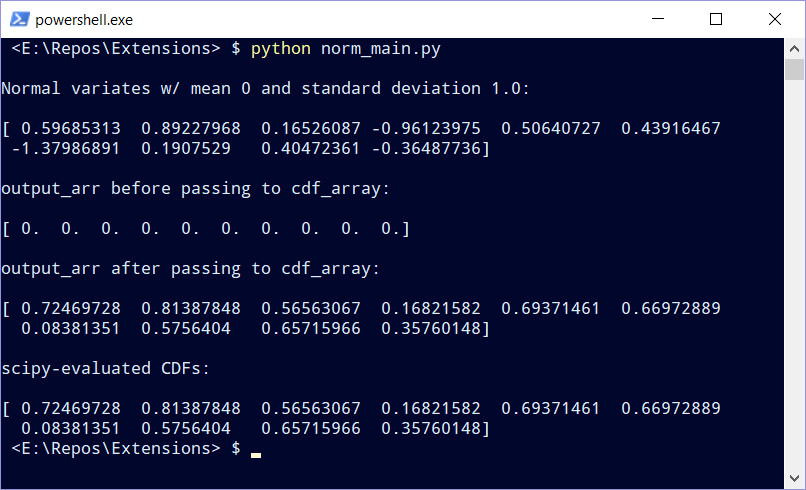 powershell.exe
<E:\Repos\Extensions> $ python norm_main.py
Normal variates w/ mean 0 and standard deviation 1.0:
[ 0.59685313  0.89227968  0.16526087 -0.96123975  0.50640727  0.43916467
 -1.37986891  0.1907529   0.40472361 -0.36487736]
output_arr before passing to cdf_array:
[ 0.  0.  0.  0.  0.  0.  0.  0.  0.  0.]
output_arr after passing to cdf_array:
[ 0.72469728  0.81387848  0.56563067  0.16821582  0.69371461  0.66972889
  0.08381351  0.5756404   0.65715966  0.35760148]
scipy-evaluated CDFs:
[ 0.72469728  0.81387848  0.56563067  0.16821582  0.69371461  0.66972889
  0.08381351  0.5756404   0.65715966  0.35760148]
<E:\Repos\Extensions> $